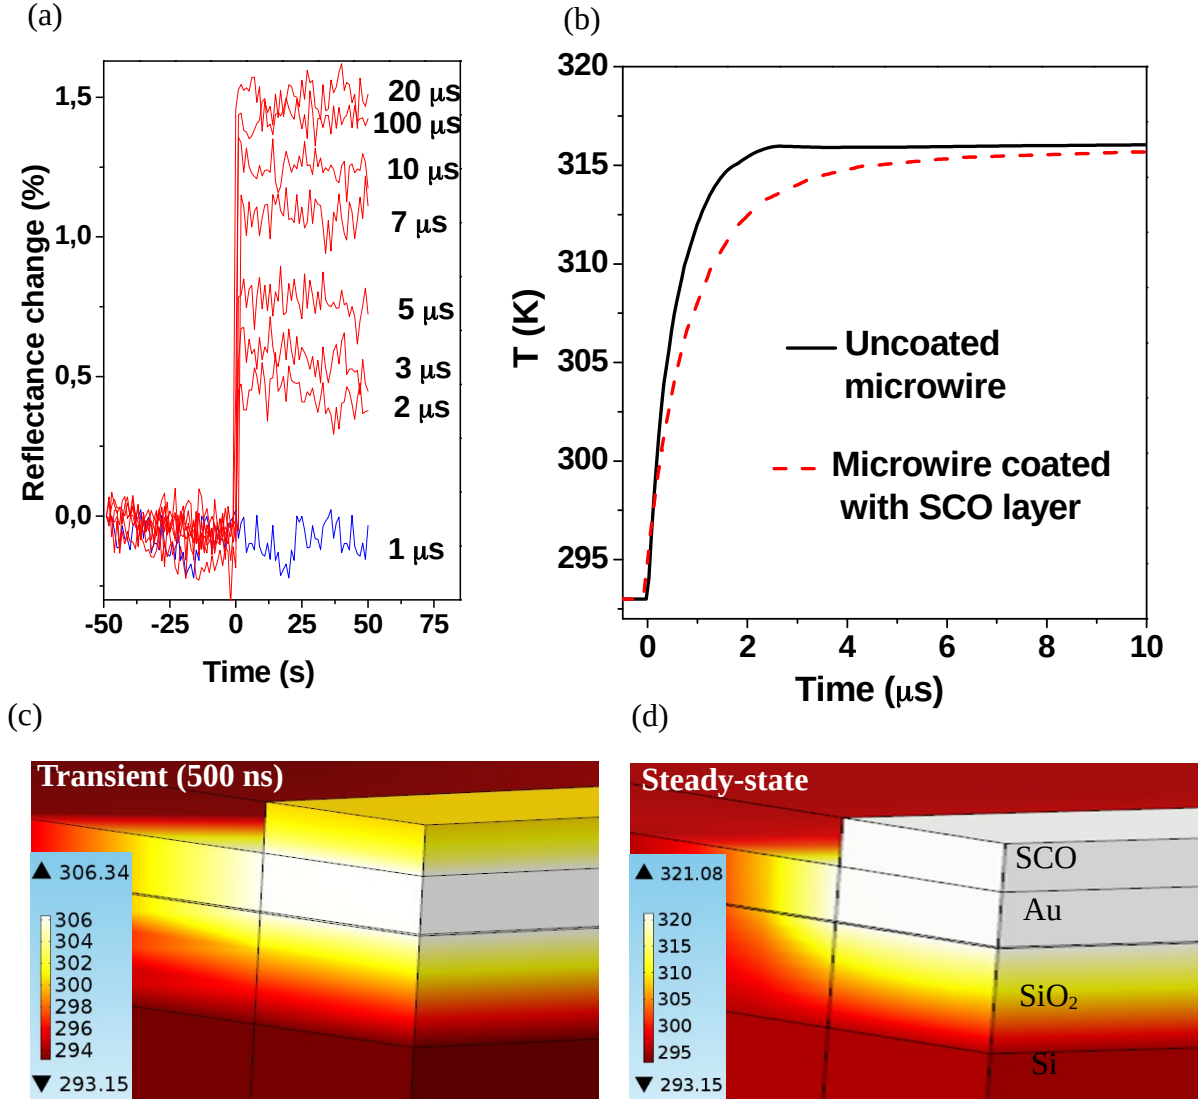 (a)
20 μs
100 μs
10 μs
7 μs
5 μs
3 μs
2 μs
1 μs
1,5
1,0
0,5
0,0
Reflectance change (%)
-50 -25 0 25 50 75
Time (s)
(b)
320
315
310
305
300
295
T (K)
Uncoated
microwire
Microwire coated
with SCO layer
0 2 4 6 8 10
Time (μs)
(c)
Transient (500 ns)
306.34
306
304
302
300
298
296
294
293.15
(d)
Steady-state
321.08
320
315
310
305
300
295
293.15
SCO
Au
SiO₂
Si